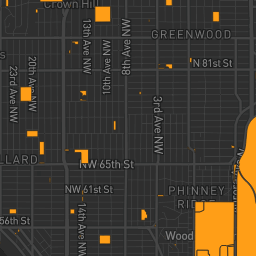 Crown Hill
GREENWOOD
13th Ave NW
8th Ave NW
10th Ave NW
20th Ave NW
23rd Ave NW
N 81st St
3rd Ave NW
LLARD
NW 65th St
NW 61st St
PHINNEY
RIDGE
14th Ave NW
56th St
Wood